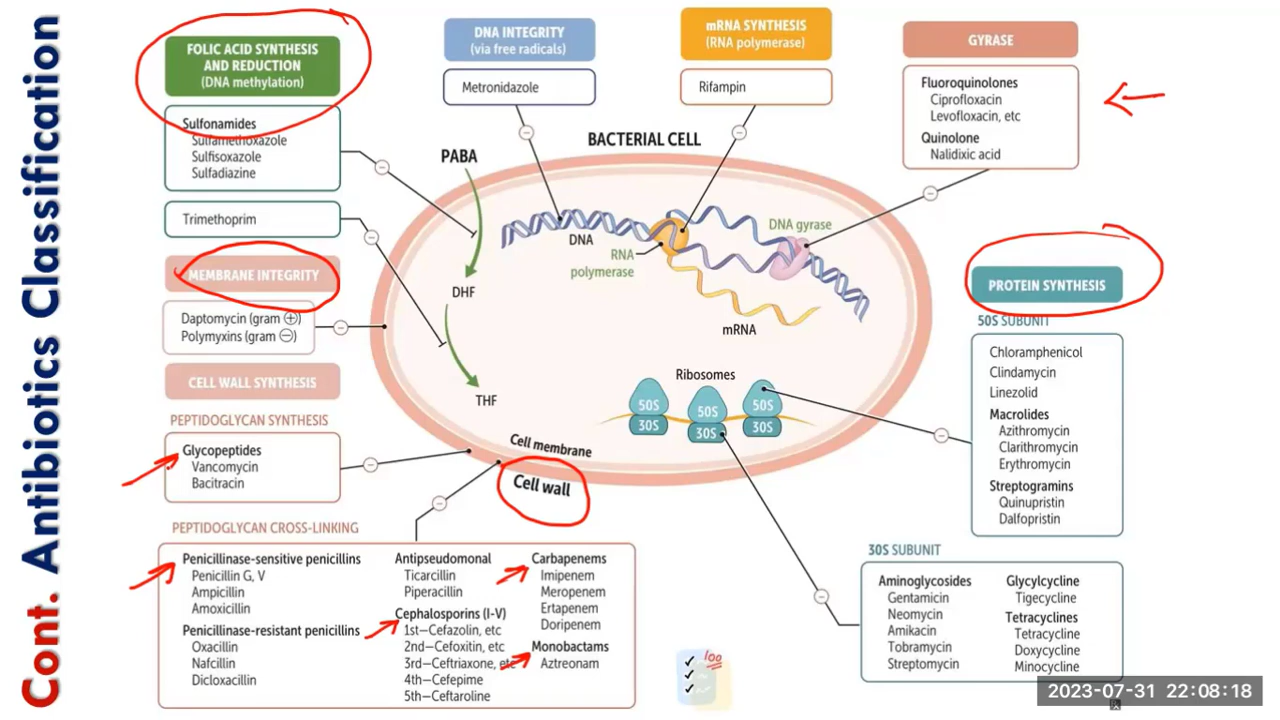 Cont. Antibiotics Classification
FOLIC ACID SYNTHESIS
AND REDUCTION
(DNA methylation)
Sulfonamides
Sulfamethoxazole
Sulfisoxazole
Sulfadiazine
Trimethoprim
MEMBRANE INTEGRITY
Daptomycin (gram +)
Polymyxins (gram −)
CELL WALL SYNTHESIS
PEPTIDOGLYCAN SYNTHESIS
Glycopeptides
Vancomycin
Bacitracin
PEPTIDOGLYCAN CROSS-LINKING
Penicillinase-sensitive penicillins
Penicillin G, V
Ampicillin
Amoxicillin
Penicillinase-resistant penicillins
Oxacillin
Nafcillin
Dicloxacillin
Antipseudomonal
Ticarcillin
Piperacillin
Cephalosporins (I-V)
1st—Cefazolin, etc
2nd—Cefoxitin, etc
3rd—Ceftriaxone, etc
4th—Cefepime
5th—Ceftaroline
Carbapenems
Imipenem
Meropenem
Ertapenem
Doripenem
Monobactams
Aztreonam
DNA INTEGRITY
(via free radicals)
Metronidazole
mRNA SYNTHESIS
(RNA polymerase)
Rifampin
GYRASE
Fluoroquinolones
Ciprofloxacin
Levofloxacin, etc
Quinolone
Nalidixic acid
BACTERIAL CELL
PABA
DHF
THF
DNA
RNA
polymerase
DNA gyrase
mRNA
Ribosomes
50S
30S
50S
30S
50S
30S
Cell membrane
Cell wall
PROTEIN SYNTHESIS
50S SUBUNIT
Chloramphenicol
Clindamycin
Linezolid
Macrolides
Azithromycin
Clarithromycin
Erythromycin
Streptogramins
Quinupristin
Dalfopristin
30S SUBUNIT
Aminoglycosides
Gentamicin
Neomycin
Amikacin
Tobramycin
Streptomycin
Glycylcycline
Tigecycline
Tetracyclines
Tetracycline
Doxycycline
Minocycline
100
2023-07-31 22:08:18